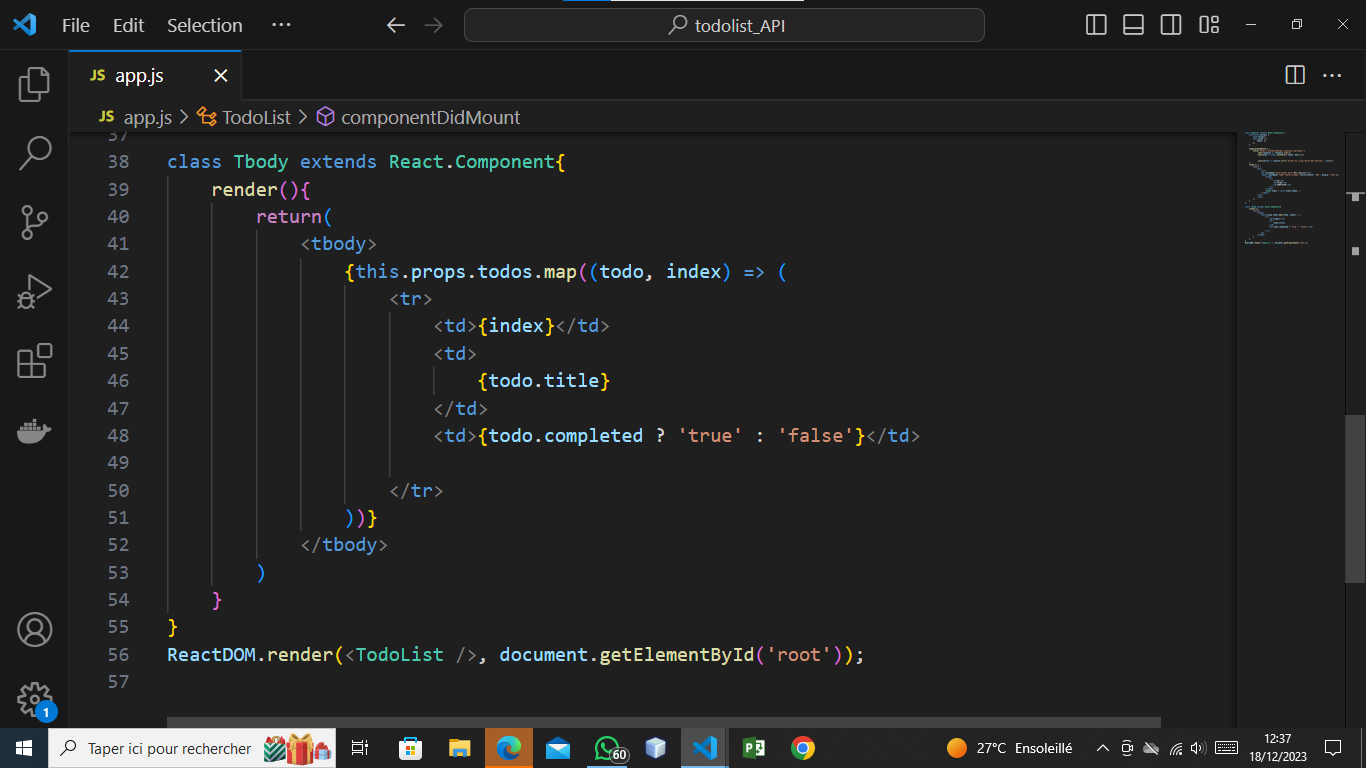 File Edit Selection ··· todolist_API
JS app.js
JS app.js > TodoList > componentDidMount
37
38 class Tbody extends React.Component{
39     render(){
40         return(
41             <tbody>
42                 {this.props.todos.map((todo, index) => (
43                     <tr>
44                         <td>{index}</td>
45                         <td>
46                             {todo.title}
47                         </td>
48                         <td>{todo.completed ? 'true' : 'false'}</td>
49
50                     </tr>
51                 ))}
52             </tbody>
53         )
54     }
55 }
56 ReactDOM.render(<TodoList />, document.getElementById('root'));
57
1
Taper ici pour rechercher 60 27°C Ensoleillé 12:37
18/12/2023